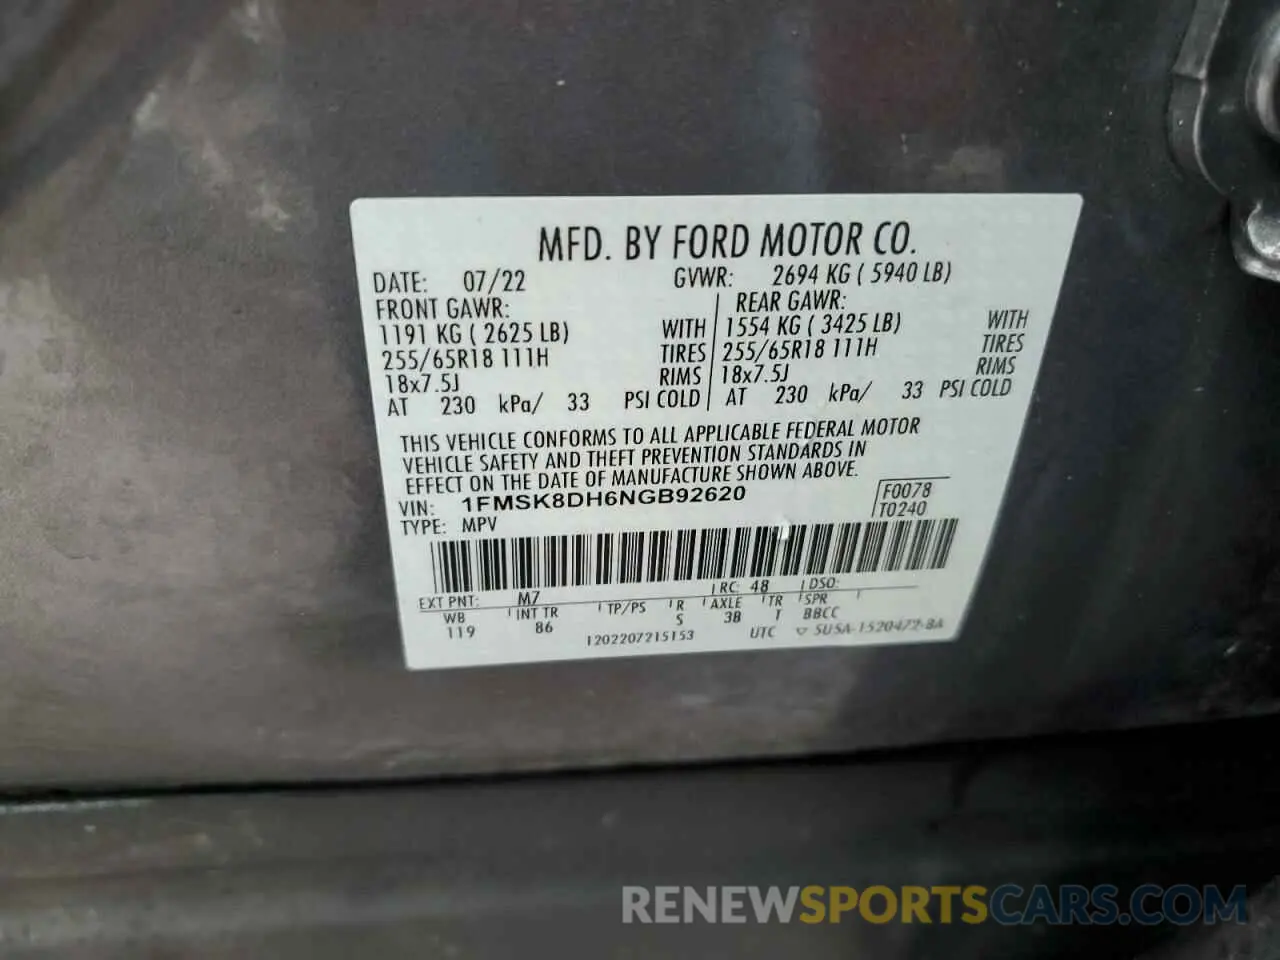 MFD. BY FORD MOTOR CO.
DATE: 07/22 GVWR: 2694 KG ( 5940 LB)
FRONT GAWR: REAR GAWR:
1191 KG ( 2625 LB) WITH 1554 KG ( 3425 LB) WITH
255/65R18 111H TIRES 255/65R18 111H TIRES
18x7.5J RIMS 18x7.5J RIMS
AT 230 kPa/ 33 PSI COLD AT 230 kPa/ 33 PSI COLD
THIS VEHICLE CONFORMS TO ALL APPLICABLE FEDERAL MOTOR
VEHICLE SAFETY AND THEFT PREVENTION STANDARDS IN
EFFECT ON THE DATE OF MANUFACTURE SHOWN ABOVE.
VIN: 1FMSK8DH6NGB92620 F0078
TYPE: MPV T0240
EXT PNT: M7 RC: 48 DSO:
WB INT TR TP/PS R AXLE TR SPR
119 86 S 3B T BBCC
1202207215153 UTC ▽ SU5A-1520472-BA
RENEWSPORTSCARS.COM